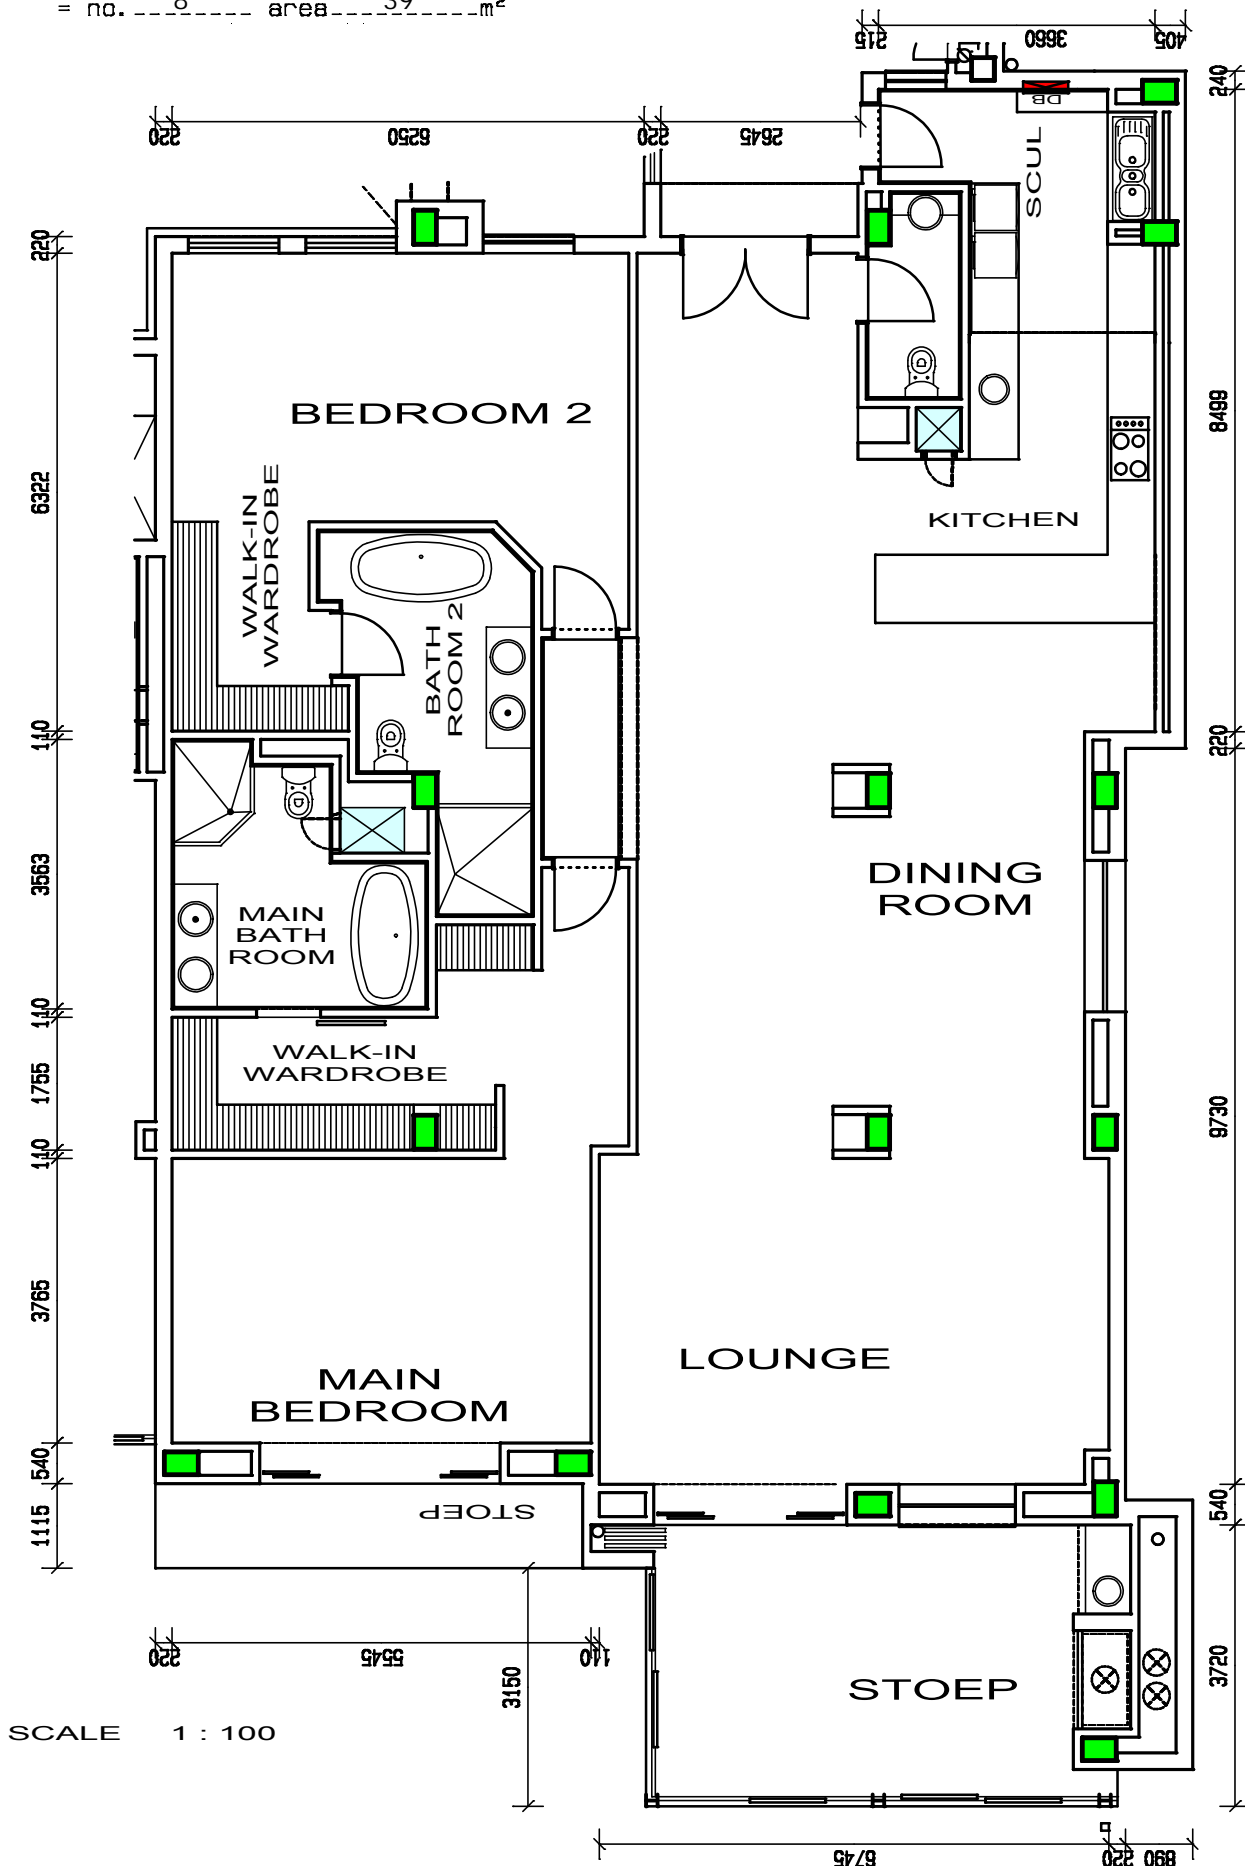 = no. 8 area 39 m²
215
3660
405
240
DB
SCUL
220
6250
220
2645
220
BEDROOM 2
8499
6322
WALK-IN
WARDROBE
KITCHEN
BATH
ROOM 2
110
220
3563
DINING
ROOM
MAIN
BATH
ROOM
110
WALK-IN
WARDROBE
1755
9730
110
3765
LOUNGE
MAIN
BEDROOM
540
STOEP
540
1115
220
5545
110
3150
STOEP
3720
SCALE 1 : 100
6745
220
890